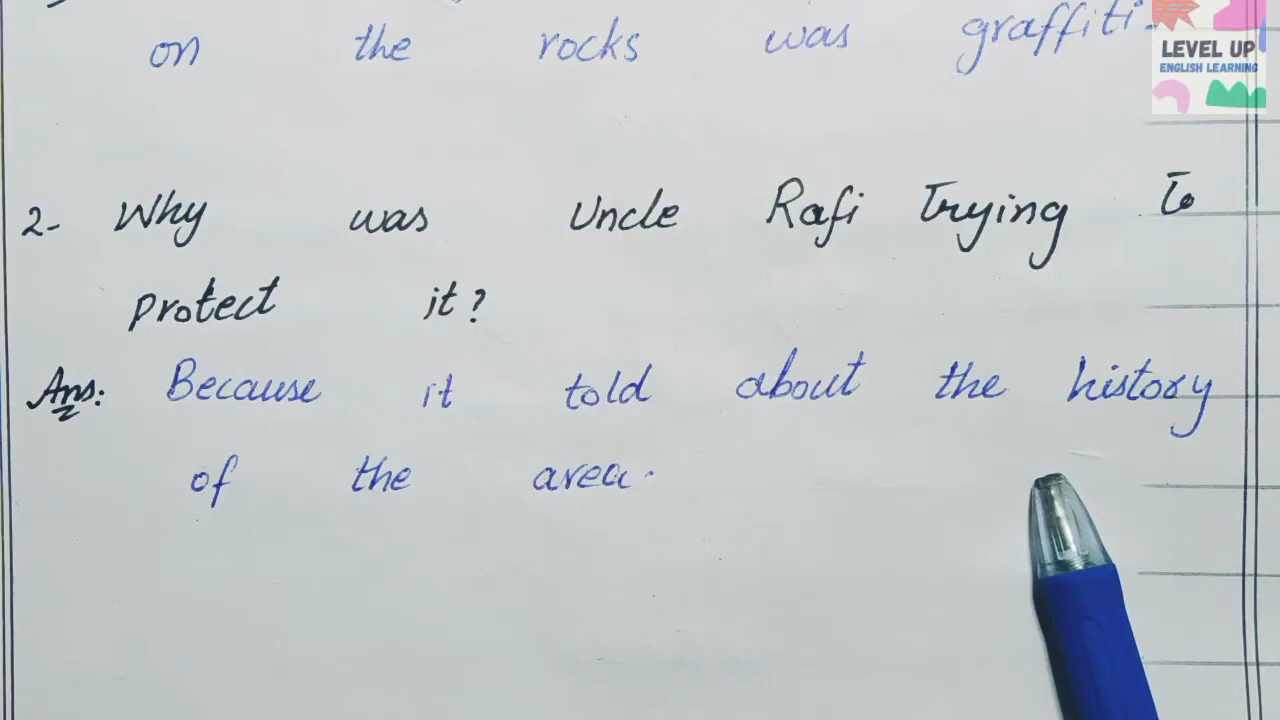 on the rocks was graffiti.
LEVEL UP
ENGLISH LEARNING
2- Why was Uncle Rafi Trying To
protect it?
Ans: Because it told about the history
of the area.